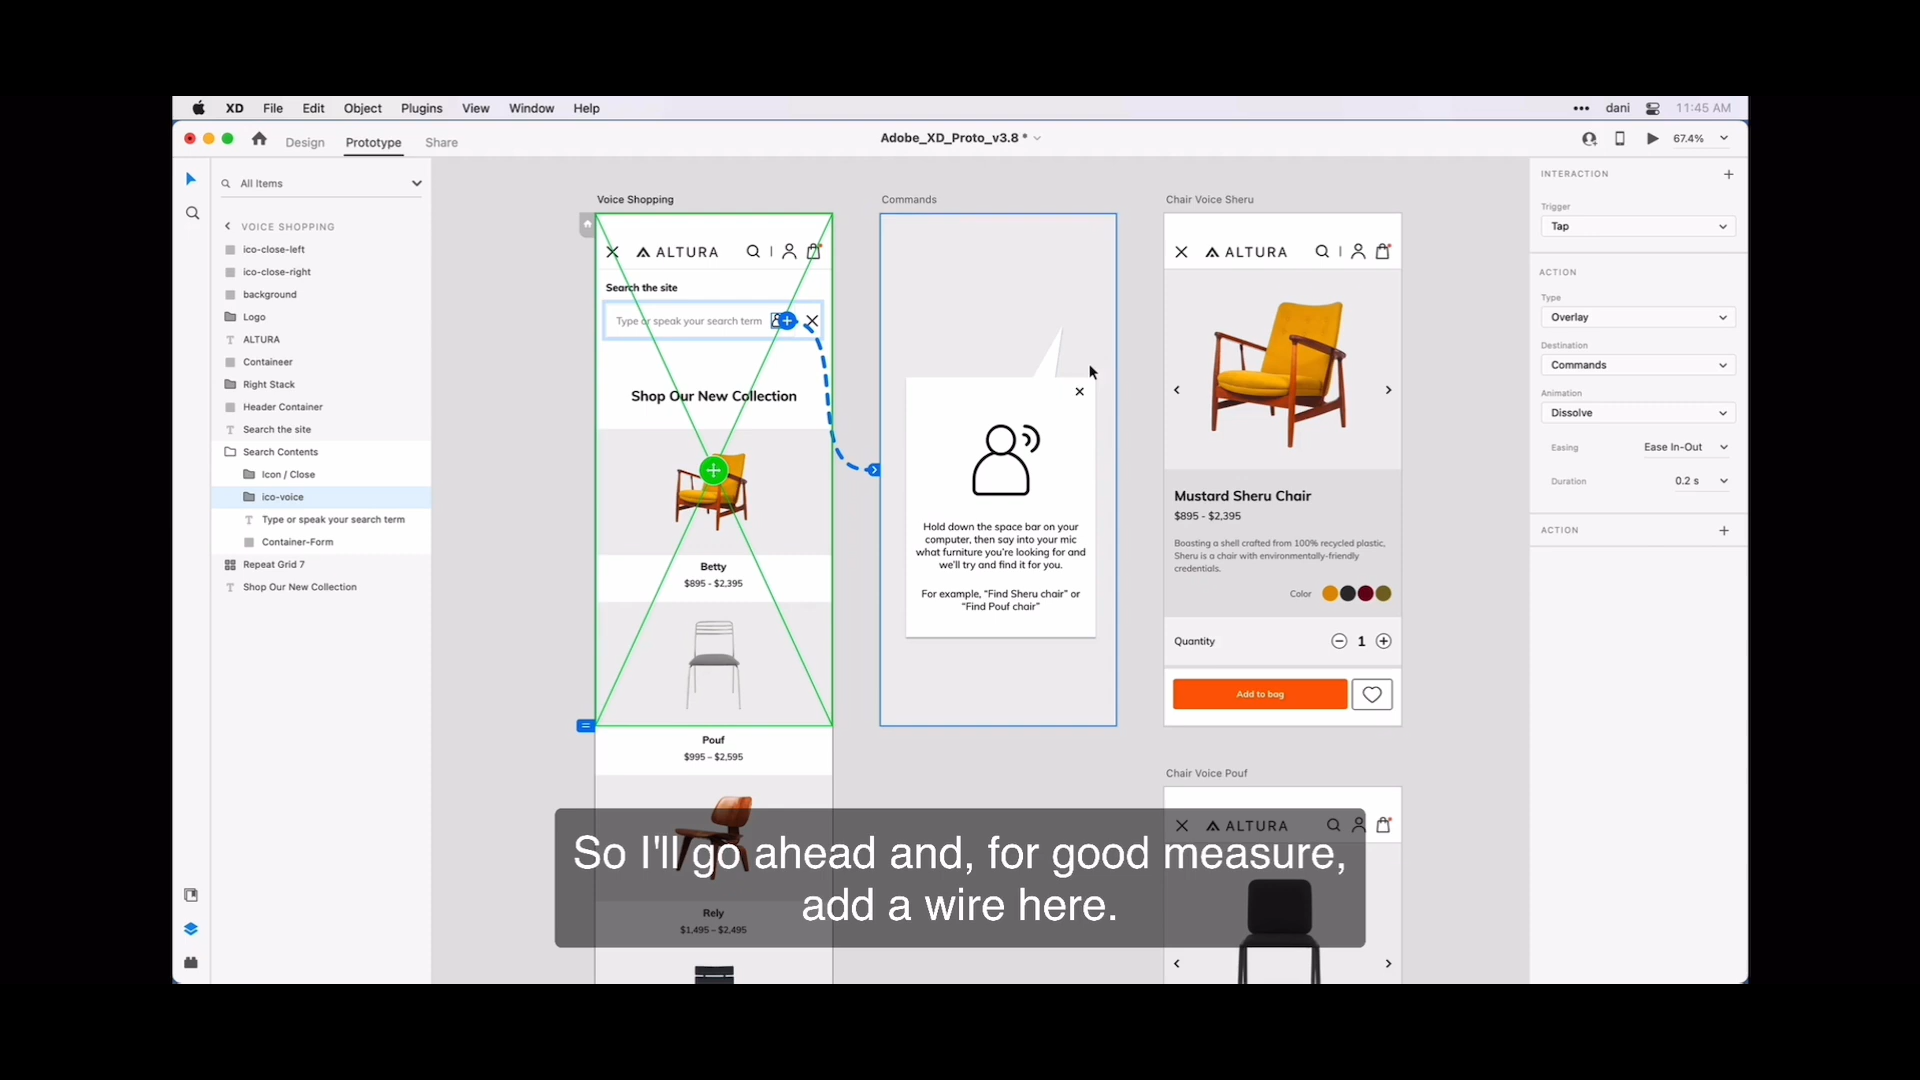 XD File Edit Object Plugins View Window Help
••• dani 11:45 AM
Design Prototype Share
Adobe_XD_Proto_v3.8 *
67.4%
All Items
VOICE SHOPPING
ico-close-left
ico-close-right
background
Logo
ALTURA
Containeer
Right Stack
Header Container
Search the site
Search Contents
Icon / Close
ico-voice
Type or speak your search term
Container-Form
Repeat Grid 7
Shop Our New Collection
Voice Shopping
ALTURA
Search the site
Type or speak your search term
Shop Our New Collection
Betty
$895 - $2,395
Pouf
$995 – $2,595
Rely
$1,495 – $2,495
Commands
Hold down the space bar on your
computer, then say into your mic
what furniture you're looking for and
we'll try and find it for you.
For example, “Find Sheru chair” or
“Find Pouf chair”
Chair Voice Sheru
ALTURA
Mustard Sheru Chair
$895 - $2,395
Boasting a shell crafted from 100% recycled plastic,
Sheru is a chair with environmentally-friendly
credentials.
Color
Quantity
1
Add to bag
Chair Voice Pouf
ALTURA
INTERACTION
Trigger
Tap
ACTION
Type
Overlay
Destination
Commands
Animation
Dissolve
Easing Ease In-Out
Duration 0.2 s
ACTION
So I'll go ahead and, for good measure,
add a wire here.